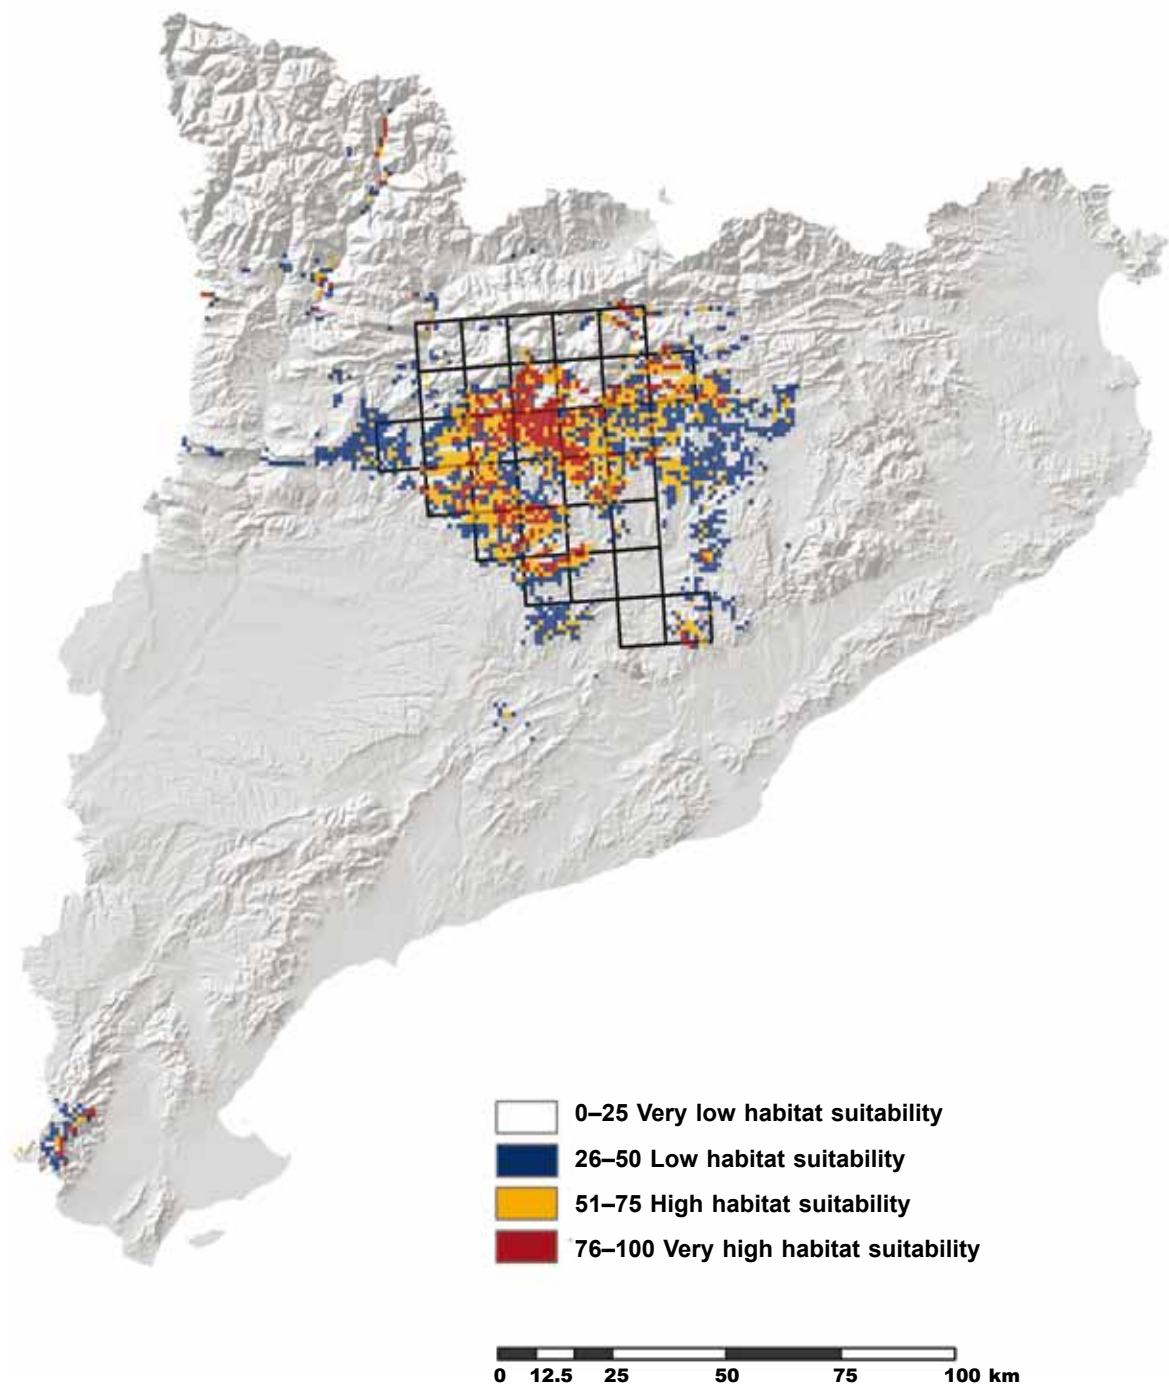 0–25 Very low habitat suitability
26–50 Low habitat suitability
51–75 High habitat suitability
76–100 Very high habitat suitability
0 12.5 25 50 75 100 km